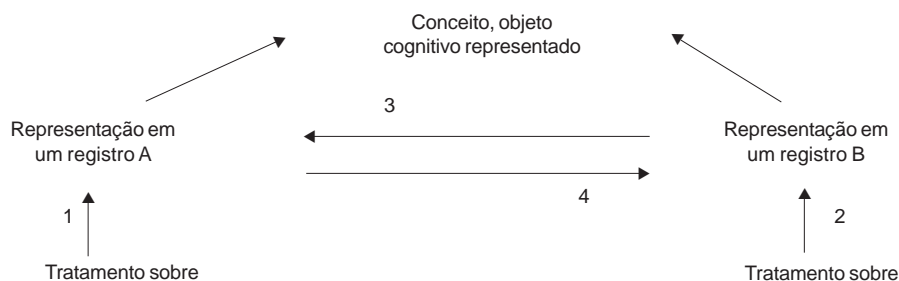 Conceito, objeto
cognitivo representado
3
Representação em
um registro A
Representação em
um registro B
4
1
2
Tratamento sobre
Tratamento sobre